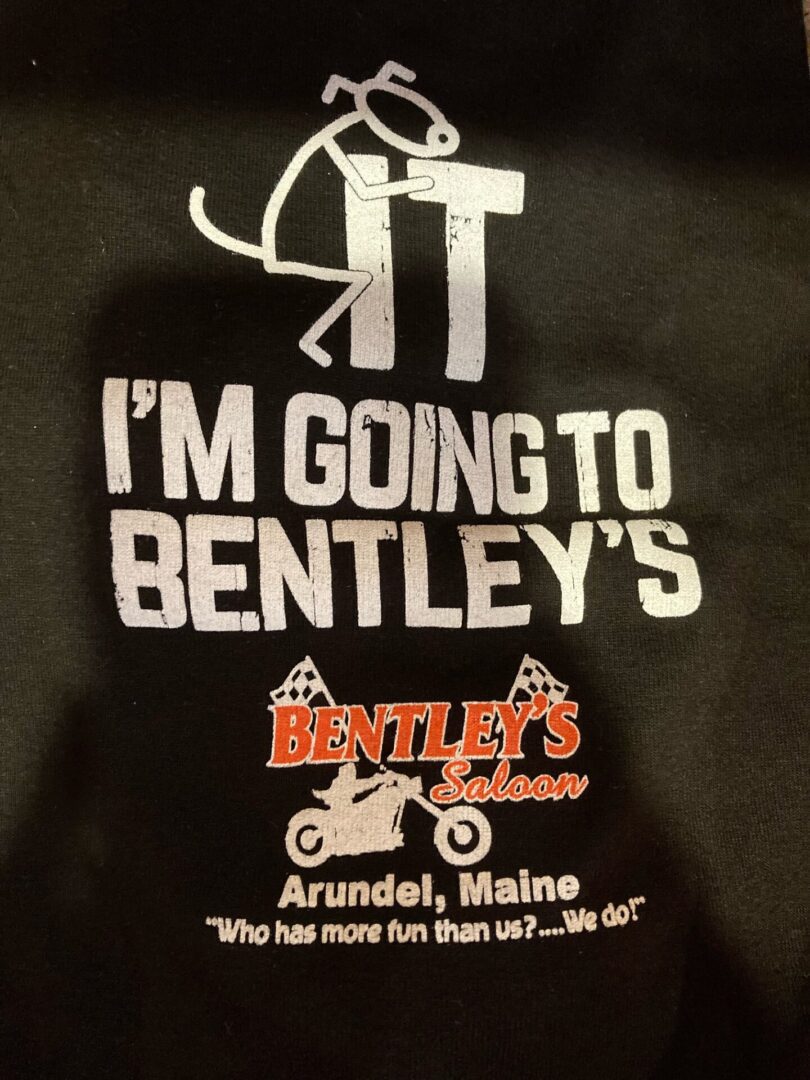 IT
I'M GOING TO
BENTLEY'S
BENTLEY'S
Saloon
Arundel, Maine
"Who has more fun than us?....We do!"